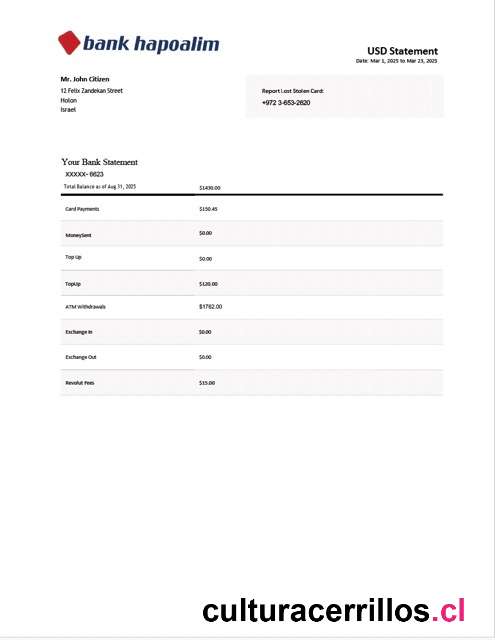 bank hapoalim
USD Statement
Date: Mar 1, 2025 to Mar 23, 2025
Mr. John Citizen
12 Felix Zandekan Street
Holon
Israel
Report Lost Stolen Card:
+972 3-653-2620
Your Bank Statement
XXXXX- 6623
Total Balance as of Aug 31, 2025 $1430.00
Card Payments $150.45
MoneySent $0.00
Top Up $0.00
TopUp $120.00
ATM Withdrawals $1762.00
Exchange In $0.00
Exchange Out $0.00
Revolut Fees $15.00
culturacerrillos.cl